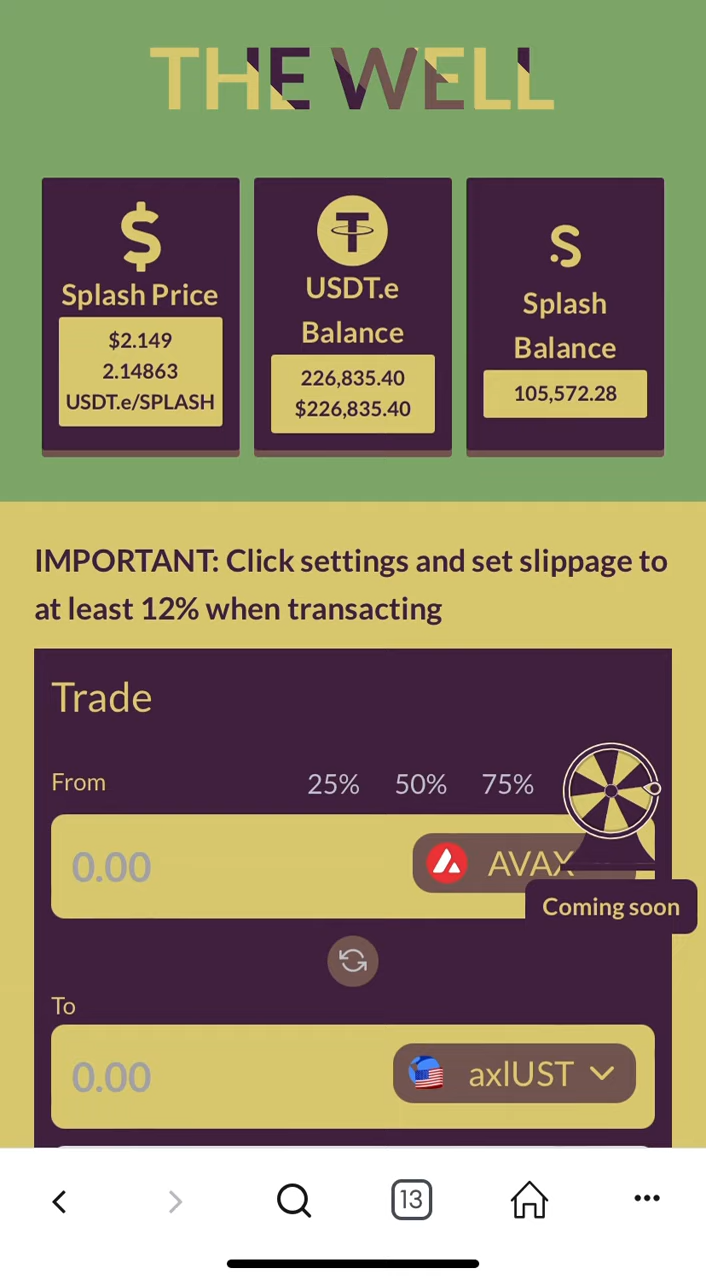 THE WELL
Splash Price
$2.149
2.14863
USDT.e/SPLASH
USDT.e
Balance
226,835.40
$226,835.40
Splash
Balance
105,572.28
IMPORTANT: Click settings and set slippage to
at least 12% when transacting
Trade
From 25% 50% 75%
0.00 AVAX
Coming soon
To
0.00 axlUST
13